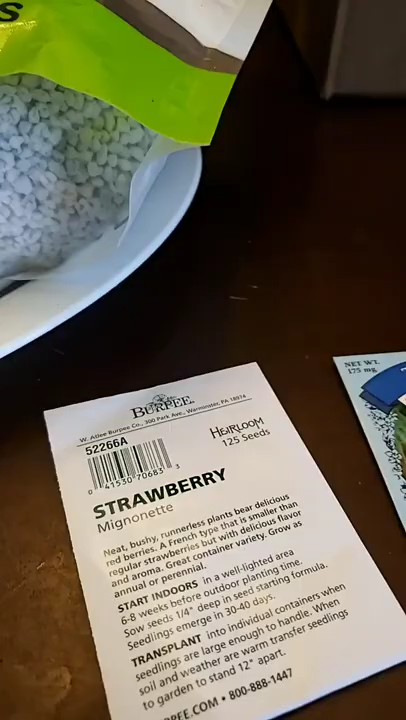 S
NET WT.
175 mg
BURPEE.
W. Atlee Burpee Co., 300 Park Ave., Warminster, PA 18974
52266A
HEIRLOOM
125 Seeds
0 41530 70683 3
STRAWBERRY
Mignonette
Neat, bushy, runnerless plants bear delicious
red berries. A French type that is smaller than
regular strawberries but with delicious flavor
and aroma. Great container variety. Grow as
annual or perennial.
START INDOORS in a well-lighted area
6-8 weeks before outdoor planting time.
Sow seeds 1/4" deep in seed starting formula.
Seedlings emerge in 30-40 days.
TRANSPLANT into individual containers when
seedlings are large enough to handle. When
soil and weather are warm transfer seedlings
to garden to stand 12" apart.
PEE.COM • 800-888-1447